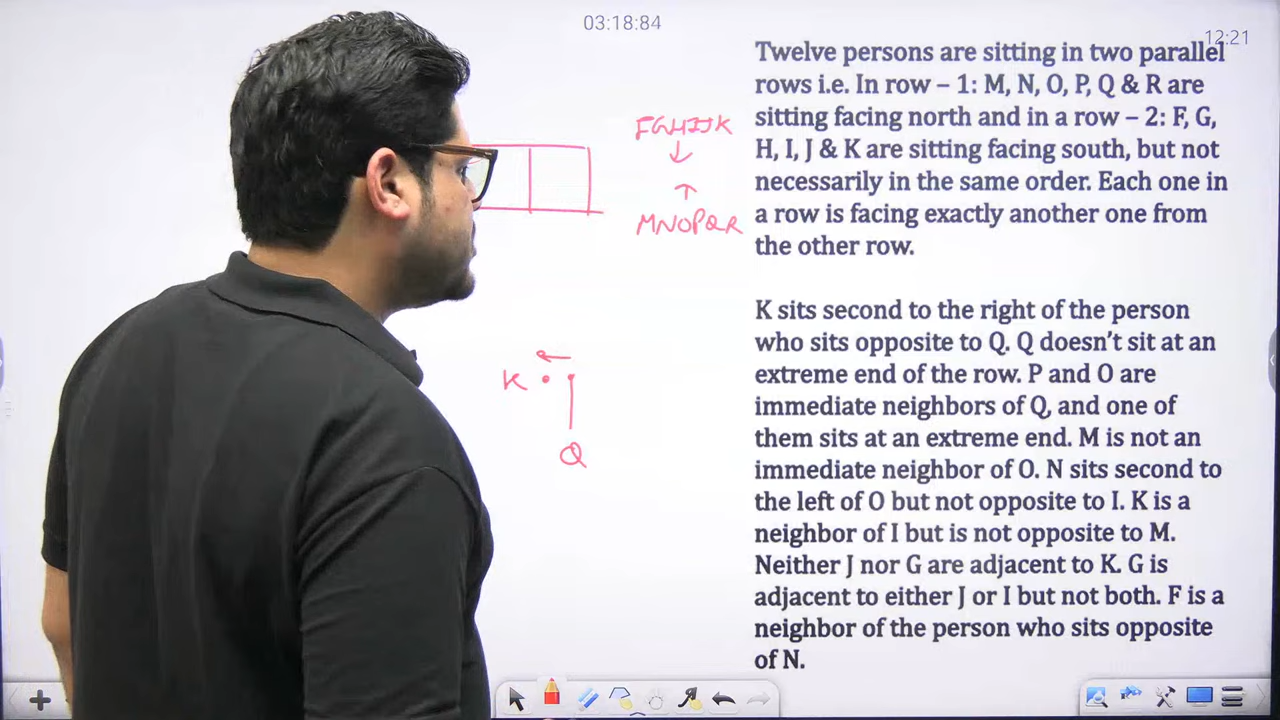 03:18:84
12:21
Twelve persons are sitting in two parallel
rows i.e. In row – 1: M, N, O, P, Q & R are
sitting facing north and in a row – 2: F, G,
H, I, J & K are sitting facing south, but not
necessarily in the same order. Each one in
a row is facing exactly another one from
the other row.
K sits second to the right of the person
who sits opposite to Q. Q doesn’t sit at an
extreme end of the row. P and O are
immediate neighbors of Q, and one of
them sits at an extreme end. M is not an
immediate neighbor of O. N sits second to
the left of O but not opposite to I. K is a
neighbor of I but is not opposite to M.
Neither J nor G are adjacent to K. G is
adjacent to either J or I but not both. F is a
neighbor of the person who sits opposite
of N.
FGHIJK
MNOPQR
K
Q